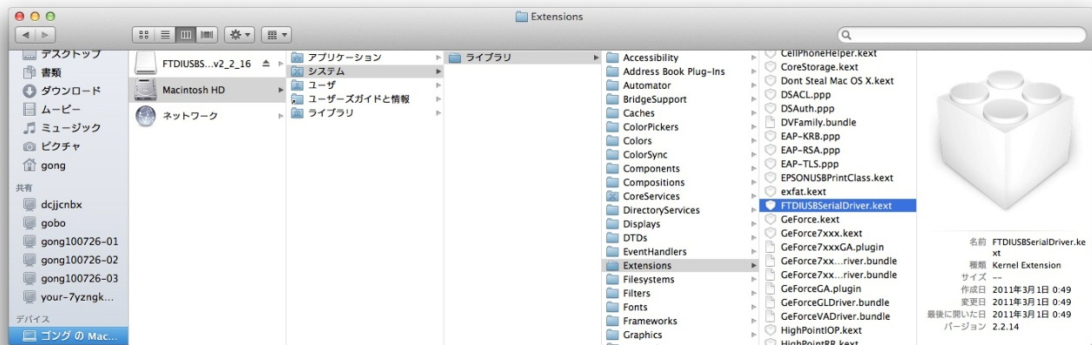 Extensions
デスクトップ
書類
ダウンロード
ムービー
ミュージック
ピクチャ
gong
共有
dcjjcnbx
gobo
gong100726-01
gong100726-02
gong100726-03
your-7yzngk...
デバイス
ゴング の Mac...
FTDIUSBS...v2_2_16
Macintosh HD
ネットワーク
アプリケーション
システム
ユーザ
ユーザーズガイドと情報
ライブラリ
ライブラリ
Accessibility
Address Book Plug-Ins
Automator
BridgeSupport
Caches
ColorPickers
Colors
ColorSync
Components
Compositions
CoreServices
DirectoryServices
Displays
DTDs
EventHandlers
Extensions
Filesystems
Filters
Fonts
Frameworks
Graphics
CellPhoneHelper.kext
CoreStorage.kext
Dont Steal Mac OS X.kext
DSACL.ppp
DSAuth.ppp
DVFamily.bundle
EAP-KRB.ppp
EAP-RSA.ppp
EAP-TLS.ppp
EPSONUSBPrintClass.kext
exfat.kext
FTDIUSBSerialDriver.kext
GeForce.kext
GeForce7xxx.kext
GeForce7xxxGA.plugin
GeForce7xx...river.bundle
GeForce7xx...river.bundle
GeForceGA.plugin
GeForceGLDriver.bundle
GeForceVADriver.bundle
HighPointIOP.kext
HighPointRR.kext
名前 FTDIUSBSerialDriver.ke
xt
種類 Kernel Extension
サイズ --
作成日 2011年3月1日 0:49
変更日 2011年3月1日 0:49
最後に開いた日 2011年3月1日 0:49
バージョン 2.2.14